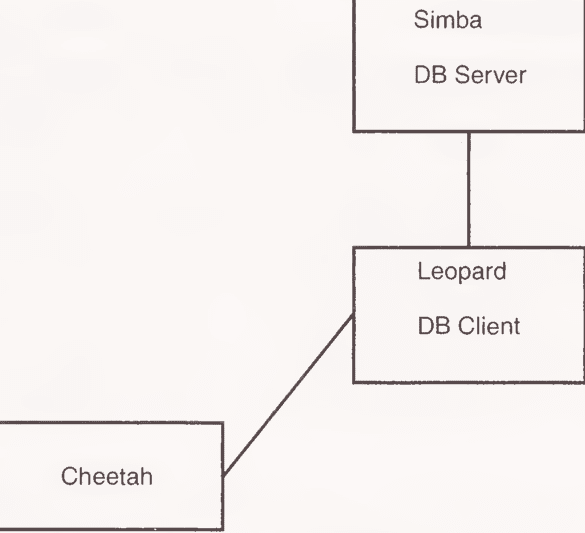 Simba
DB Server
Leopard
DB Client
Cheetah